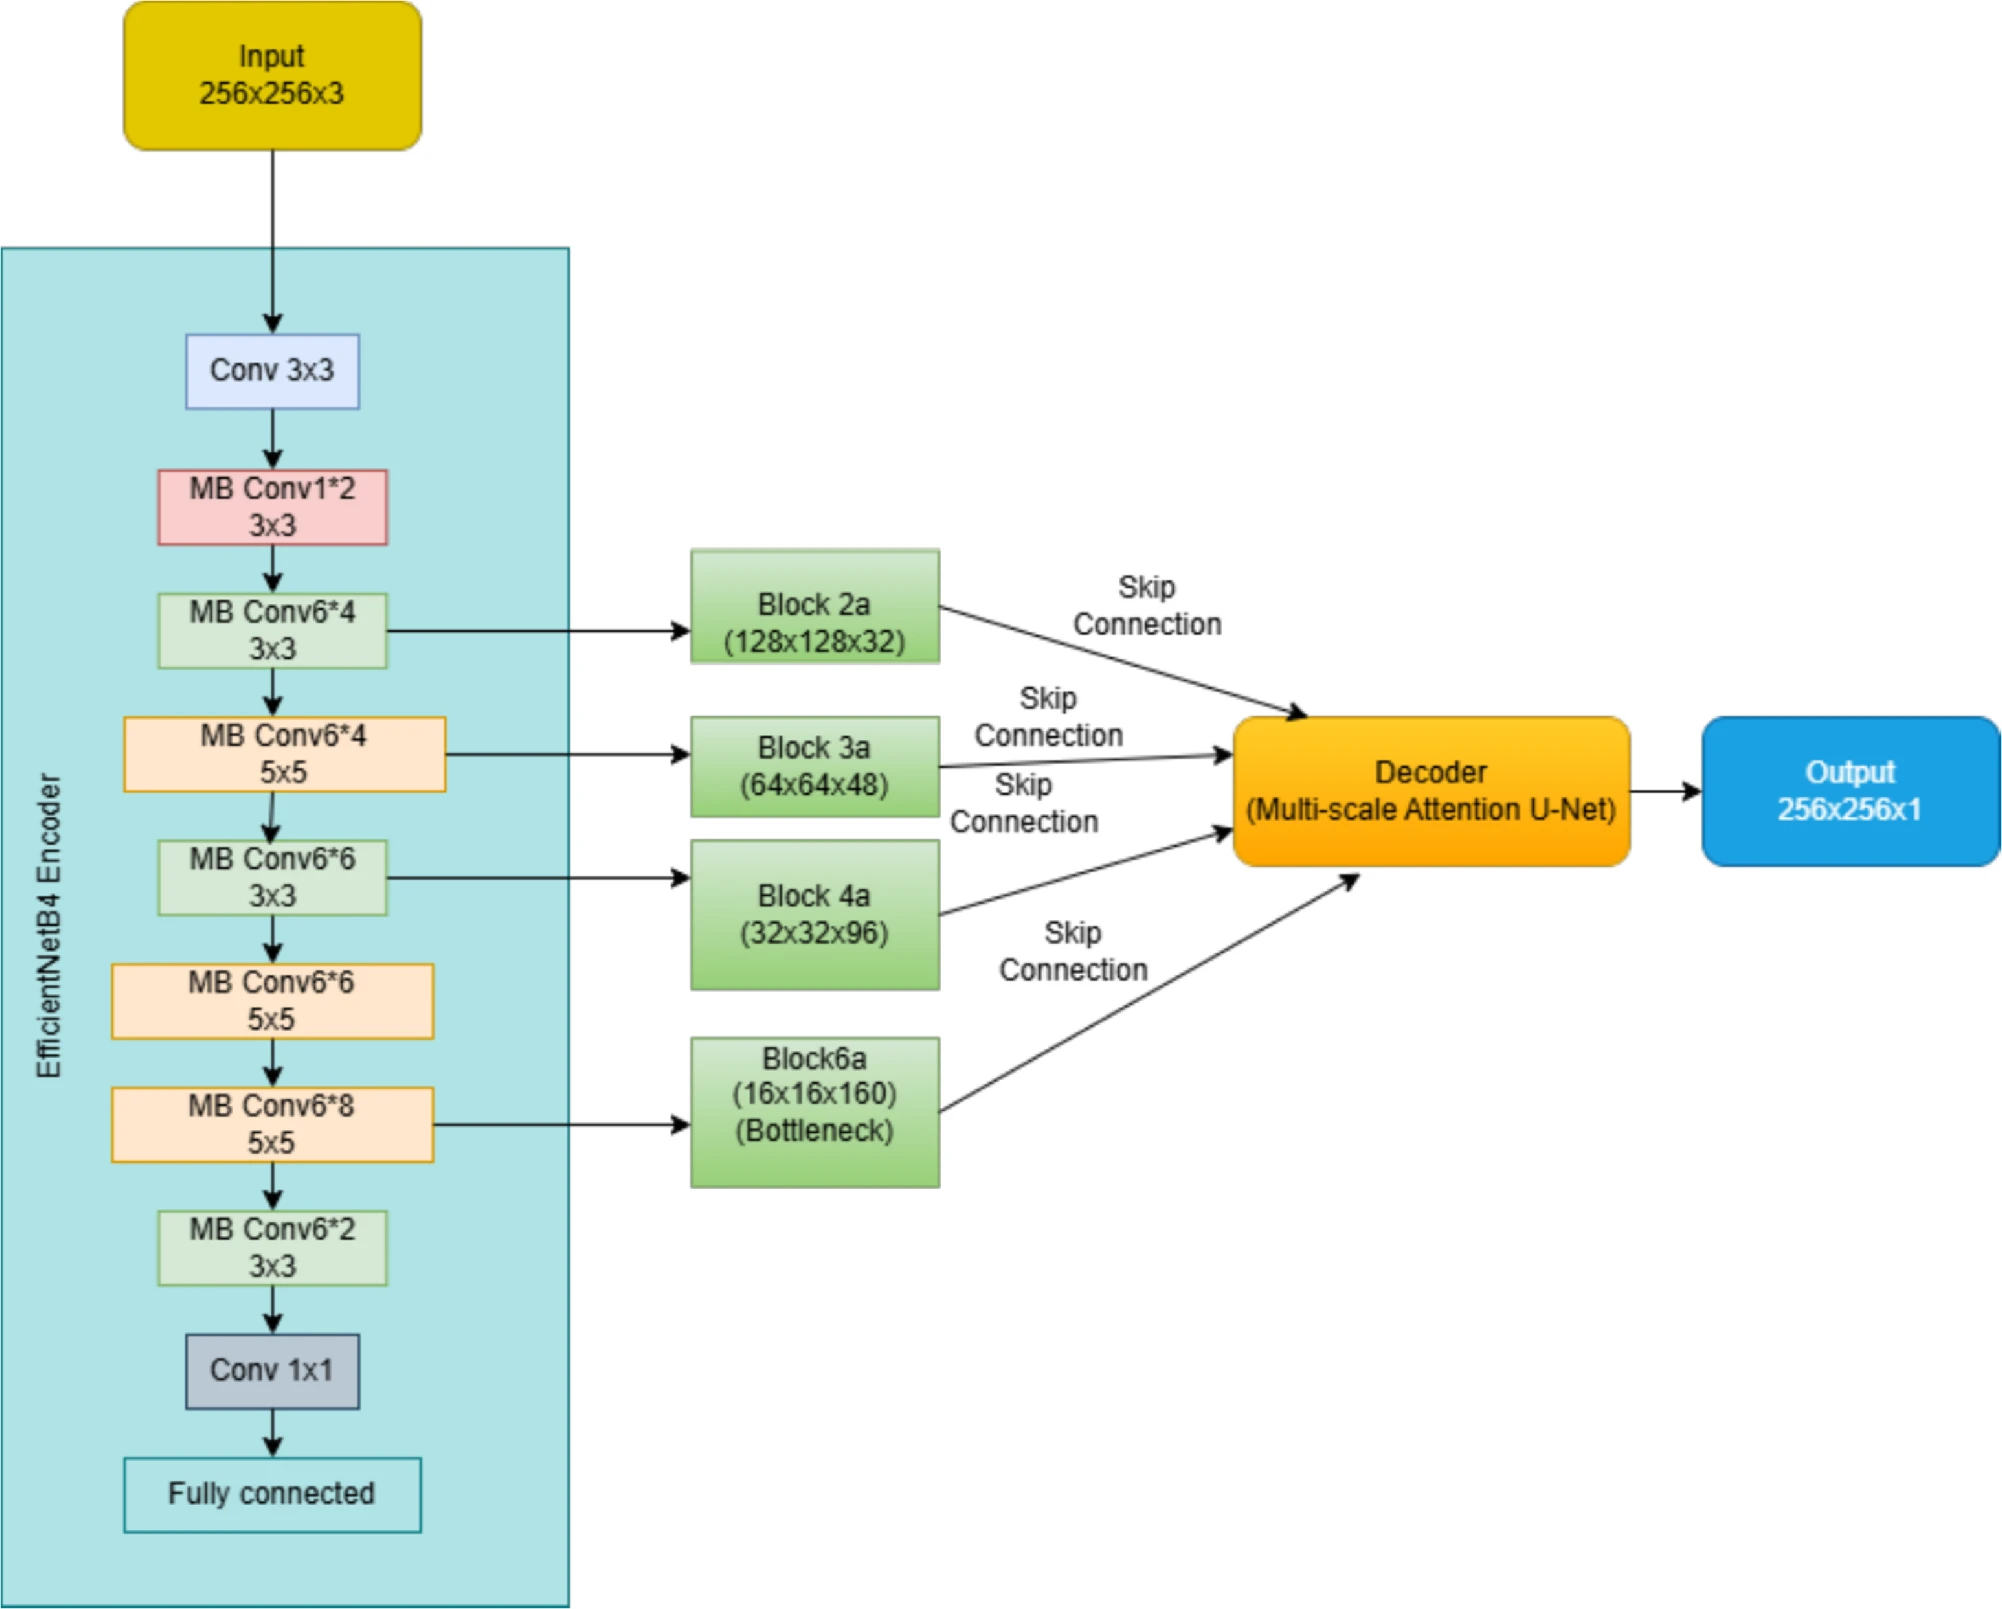 Input
256x256x3
EfficientNetB4 Encoder
Conv 3x3
MB Conv1*2
3x3
MB Conv6*4
3x3
MB Conv6*4
5x5
MB Conv6*6
3x3
MB Conv6*6
5x5
MB Conv6*8
5x5
MB Conv6*2
3x3
Conv 1x1
Fully connected
Block 2a
(128x128x32)
Block 3a
(64x64x48)
Block 4a
(32x32x96)
Block6a
(16x16x160)
(Bottleneck)
Skip
Connection
Skip
Connection
Skip
Connection
Skip
Connection
Decoder
(Multi-scale Attention U-Net)
Output
256x256x1